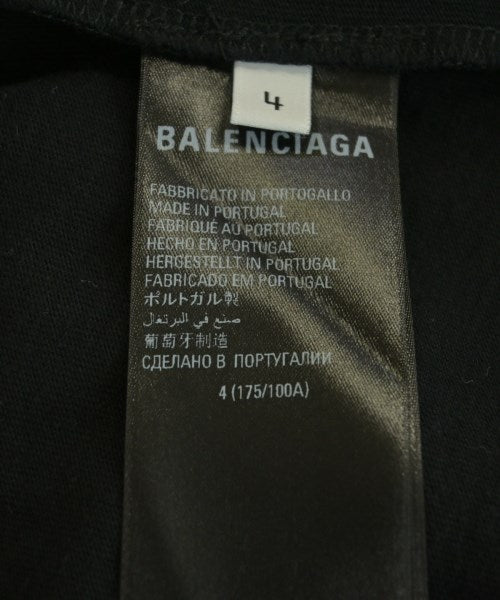 4
BALENCIAGA
FABBRICATO IN PORTOGALLO
MADE IN PORTUGAL
FABRIQUÉ AU PORTUGAL
HECHO EN PORTUGAL
HERGESTELLT IN PORTUGAL
FABRICADO EM PORTUGAL
ポルトガル製
صنع في البرتغال
葡萄牙制造
СДЕЛАНО В ПОРТУГАЛИИ
4 (175/100A)